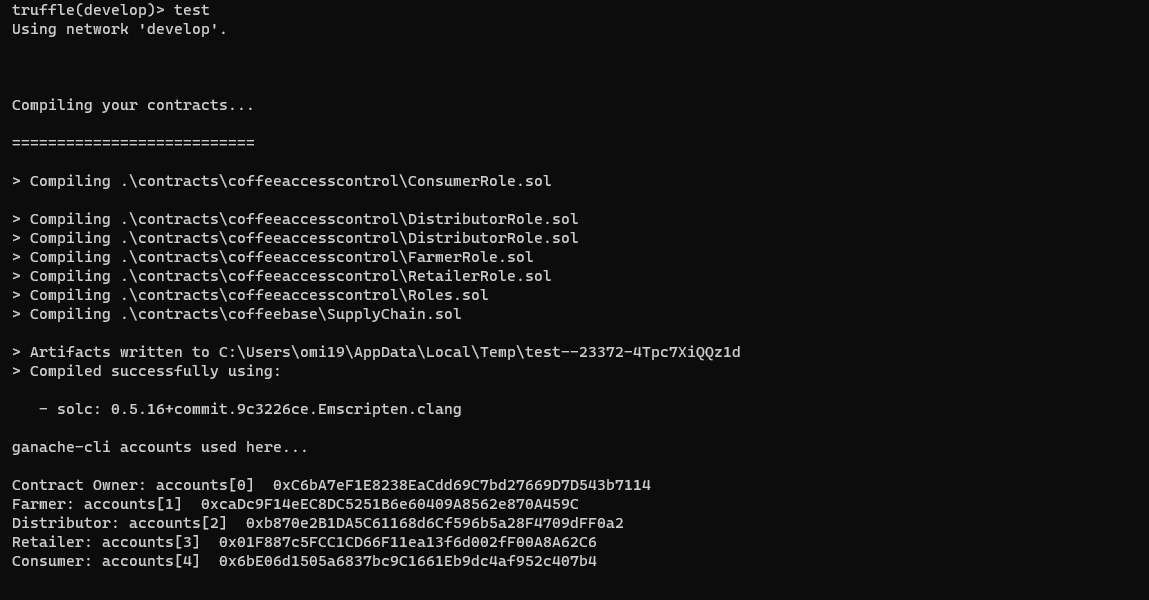 truffle(develop)> test
Using network 'develop'.
Compiling your contracts...
===========================
> Compiling .\contracts\coffeeaccesscontrol\ConsumerRole.sol
> Compiling .\contracts\coffeeaccesscontrol\DistributorRole.sol
> Compiling .\contracts\coffeeaccesscontrol\DistributorRole.sol
> Compiling .\contracts\coffeeaccesscontrol\FarmerRole.sol
> Compiling .\contracts\coffeeaccesscontrol\RetailerRole.sol
> Compiling .\contracts\coffeeaccesscontrol\Roles.sol
> Compiling .\contracts\coffeebase\SupplyChain.sol
> Artifacts written to C:\Users\omi19\AppData\Local\Temp\test--23372-4Tpc7XiQQz1d
> Compiled successfully using:
   - solc: 0.5.16+commit.9c3226ce.Emscripten.clang
ganache-cli accounts used here...
Contract Owner: accounts[0]  0xC6bA7eF1E8238EaCdd69C7bd27669D7D543b7114
Farmer: accounts[1]  0xcaDc9F14eEC8DC5251B6e60409A8562e870A459C
Distributor: accounts[2]  0xb870e2B1DA5C61168d6Cf596b5a28F4709dFF0a2
Retailer: accounts[3]  0x01F887c5FCC1CD66F11ea13f6d002fF00A8A62C6
Consumer: accounts[4]  0x6bE06d1505a6837bc9C1661Eb9dc4af952c407b4